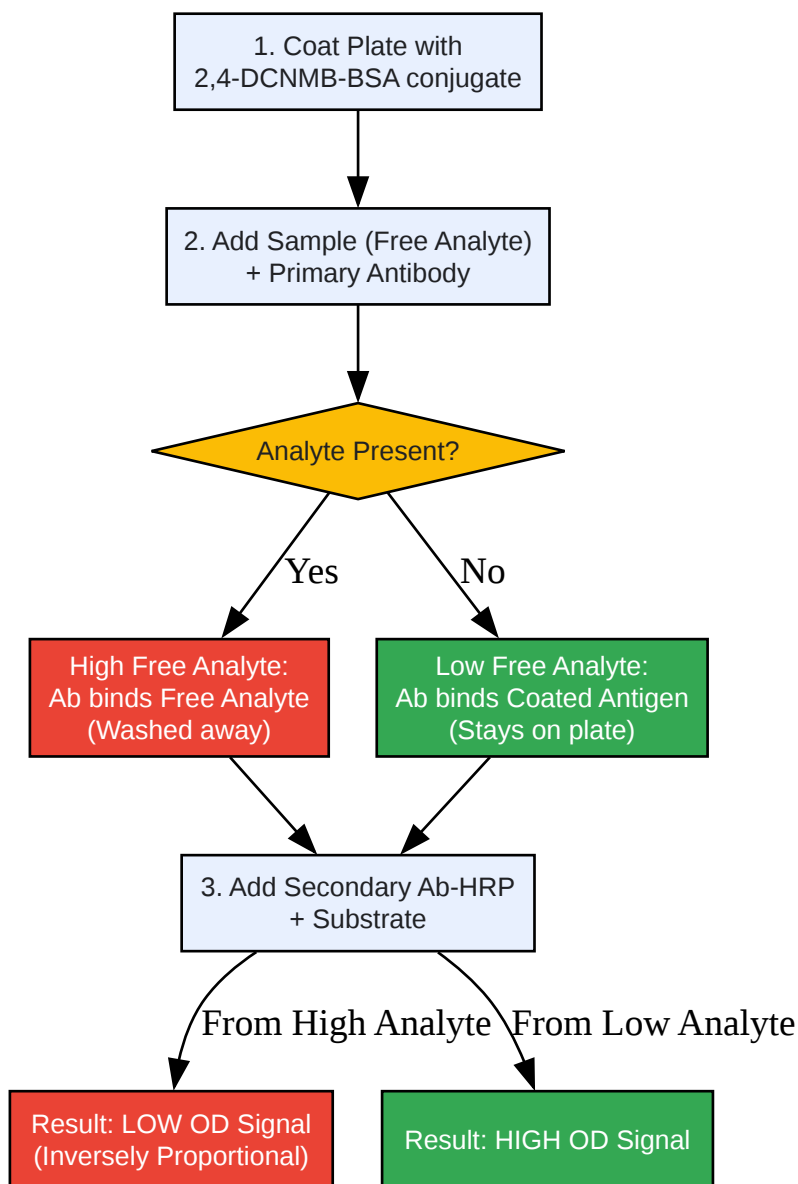 1. Coat Plate with
2,4-DCNMB-BSA conjugate
2. Add Sample (Free Analyte)
+ Primary Antibody
Analyte Present?
Yes
No
High Free Analyte:
Ab binds Free Analyte
(Washed away)
Low Free Analyte:
Ab binds Coated Antigen
(Stays on plate)
3. Add Secondary Ab-HRP
+ Substrate
From High Analyte
From Low Analyte
Result: LOW OD Signal
(Inversely Proportional)
Result: HIGH OD Signal